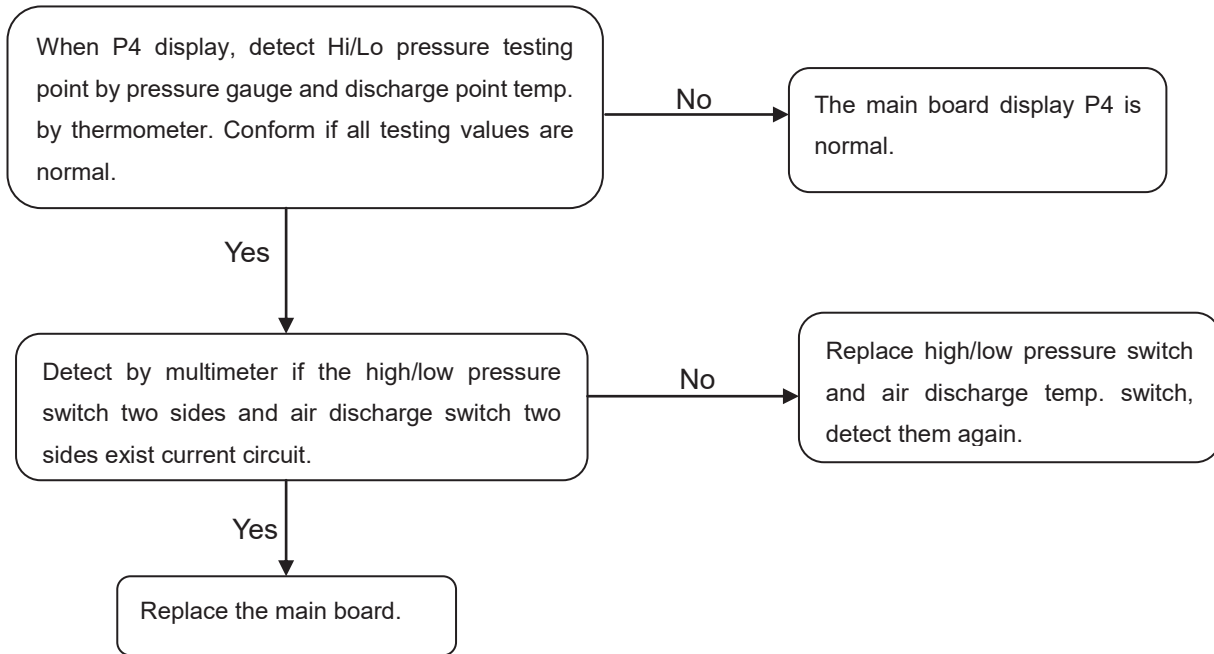 When P4 display, detect Hi/Lo pressure testing
point by pressure gauge and discharge point temp.
by thermometer. Conform if all testing values are
normal.
No
The main board display P4 is
normal.
Yes
Detect by multimeter if the high/low pressure
switch two sides and air discharge switch two
sides exist current circuit.
No
Replace high/low pressure switch
and air discharge temp. switch,
detect them again.
Yes
Replace the main board.